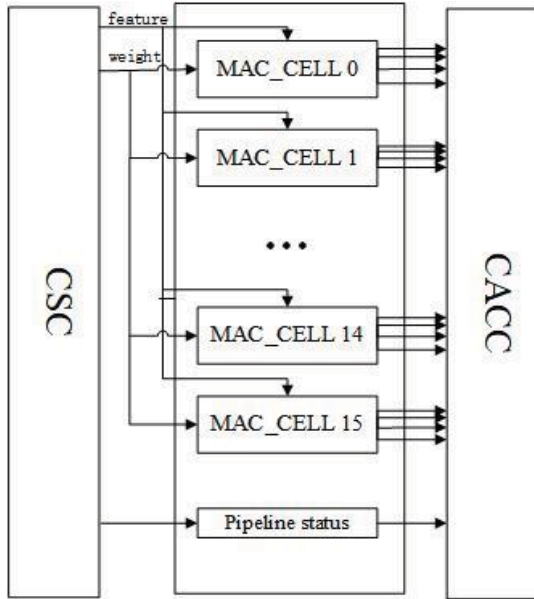 feature
weight
MAC_CELL 0
MAC_CELL 1
...
MAC_CELL 14
MAC_CELL 15
Pipeline status
CSC
CACC